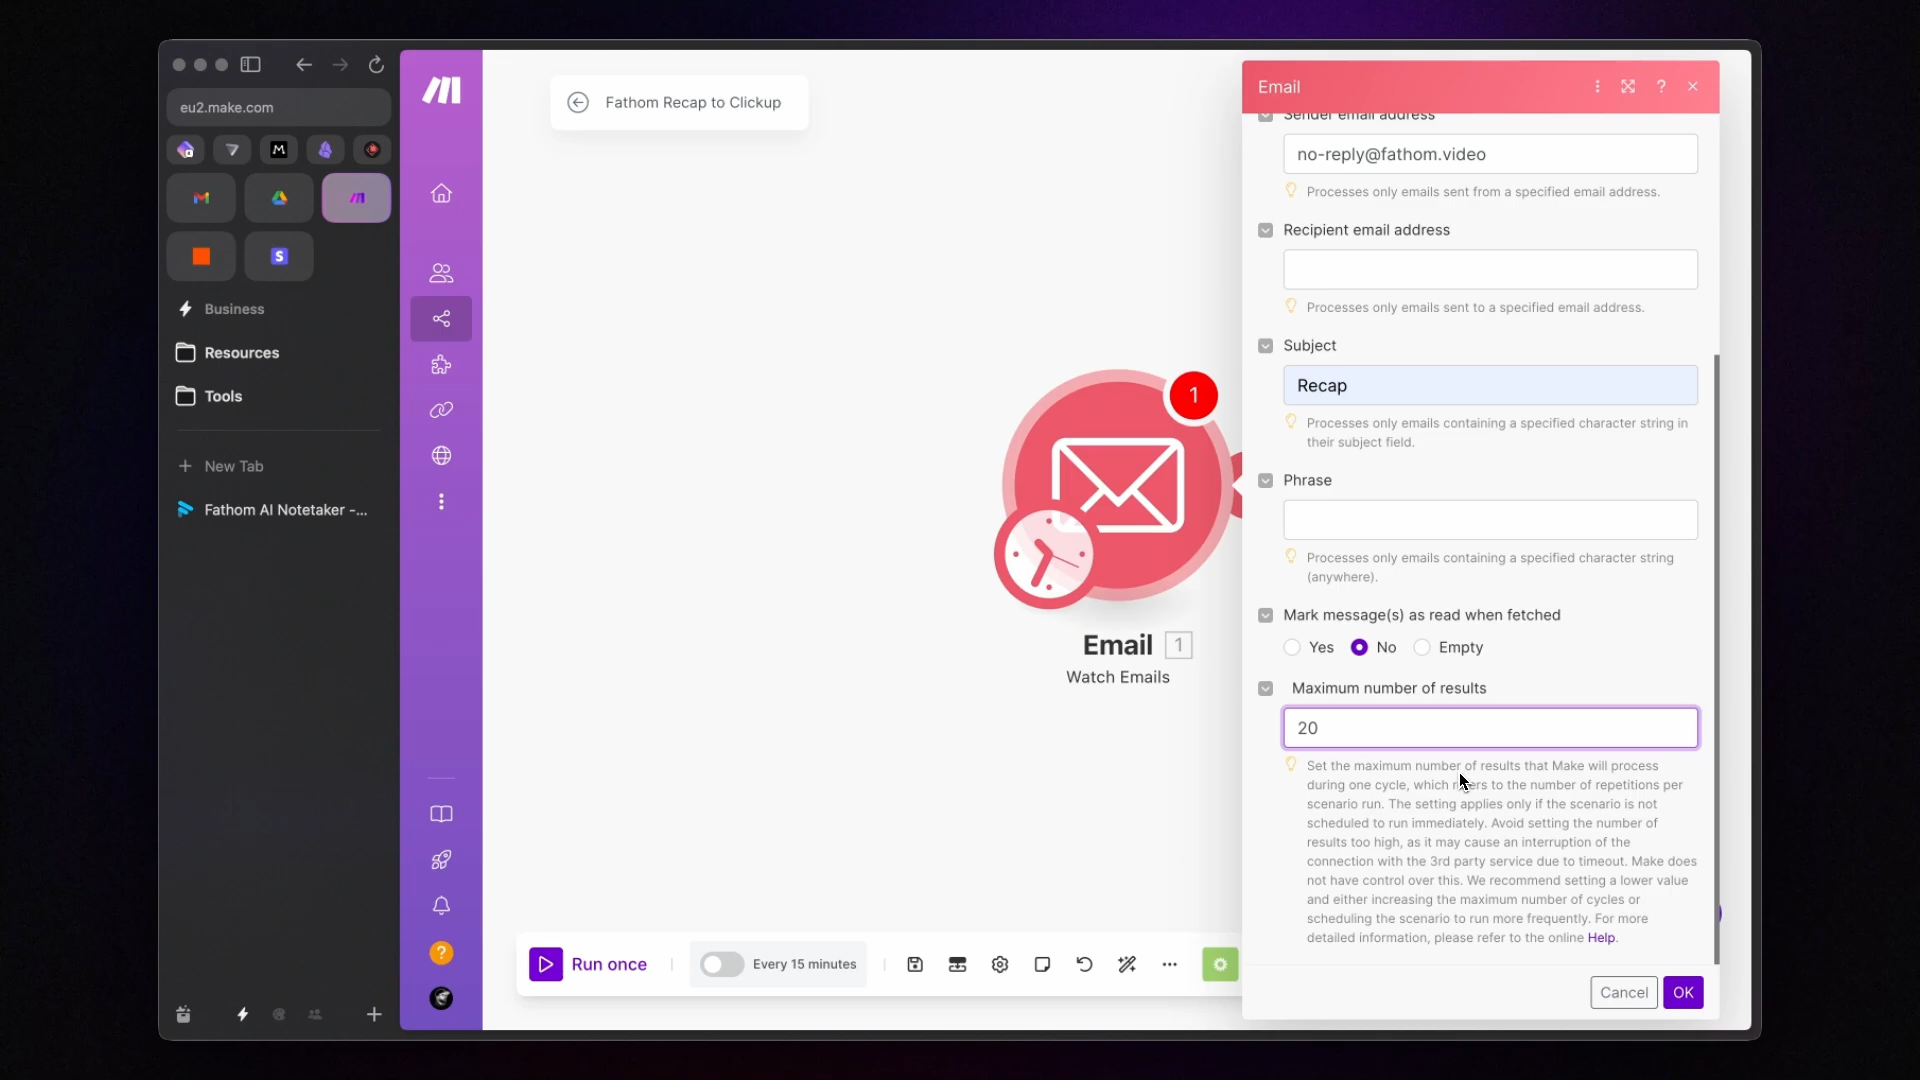 eu2.make.com
M
S
Business
Resources
Tools
New Tab
Fathom AI Notetaker -...
Fathom Recap to Clickup
1
Email 1
Watch Emails
Run once
Every 15 minutes
?
Email
?
Sender email address
no-reply@fathom.video
Processes only emails sent from a specified email address.
Recipient email address
Processes only emails sent to a specified email address.
Subject
Recap
Processes only emails containing a specified character string in
their subject field.
Phrase
Processes only emails containing a specified character string
(anywhere).
Mark message(s) as read when fetched
Yes No Empty
Maximum number of results
20
Set the maximum number of results that Make will process
during one cycle, which refers to the number of repetitions per
scenario run. The setting applies only if the scenario is not
scheduled to run immediately. Avoid setting the number of
results too high, as it may cause an interruption of the
connection with the 3rd party service due to timeout. Make does
not have control over this. We recommend setting a lower value
and either increasing the maximum number of cycles or
scheduling the scenario to run more frequently. For more
detailed information, please refer to the online Help.
Cancel OK